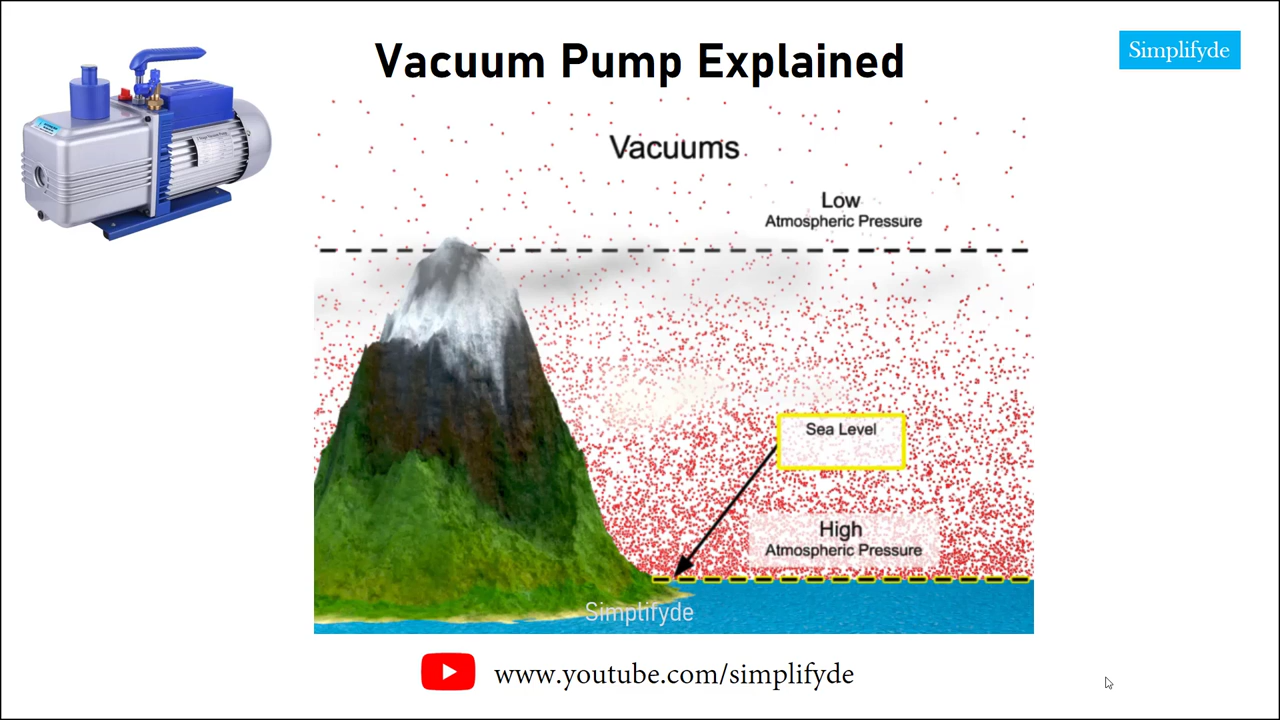 Vacuum Pump Explained
Simplifyde
Vacuums
Low
Atmospheric Pressure
Sea Level
High
Atmospheric Pressure
Simplifyde
www.youtube.com/simplifyde